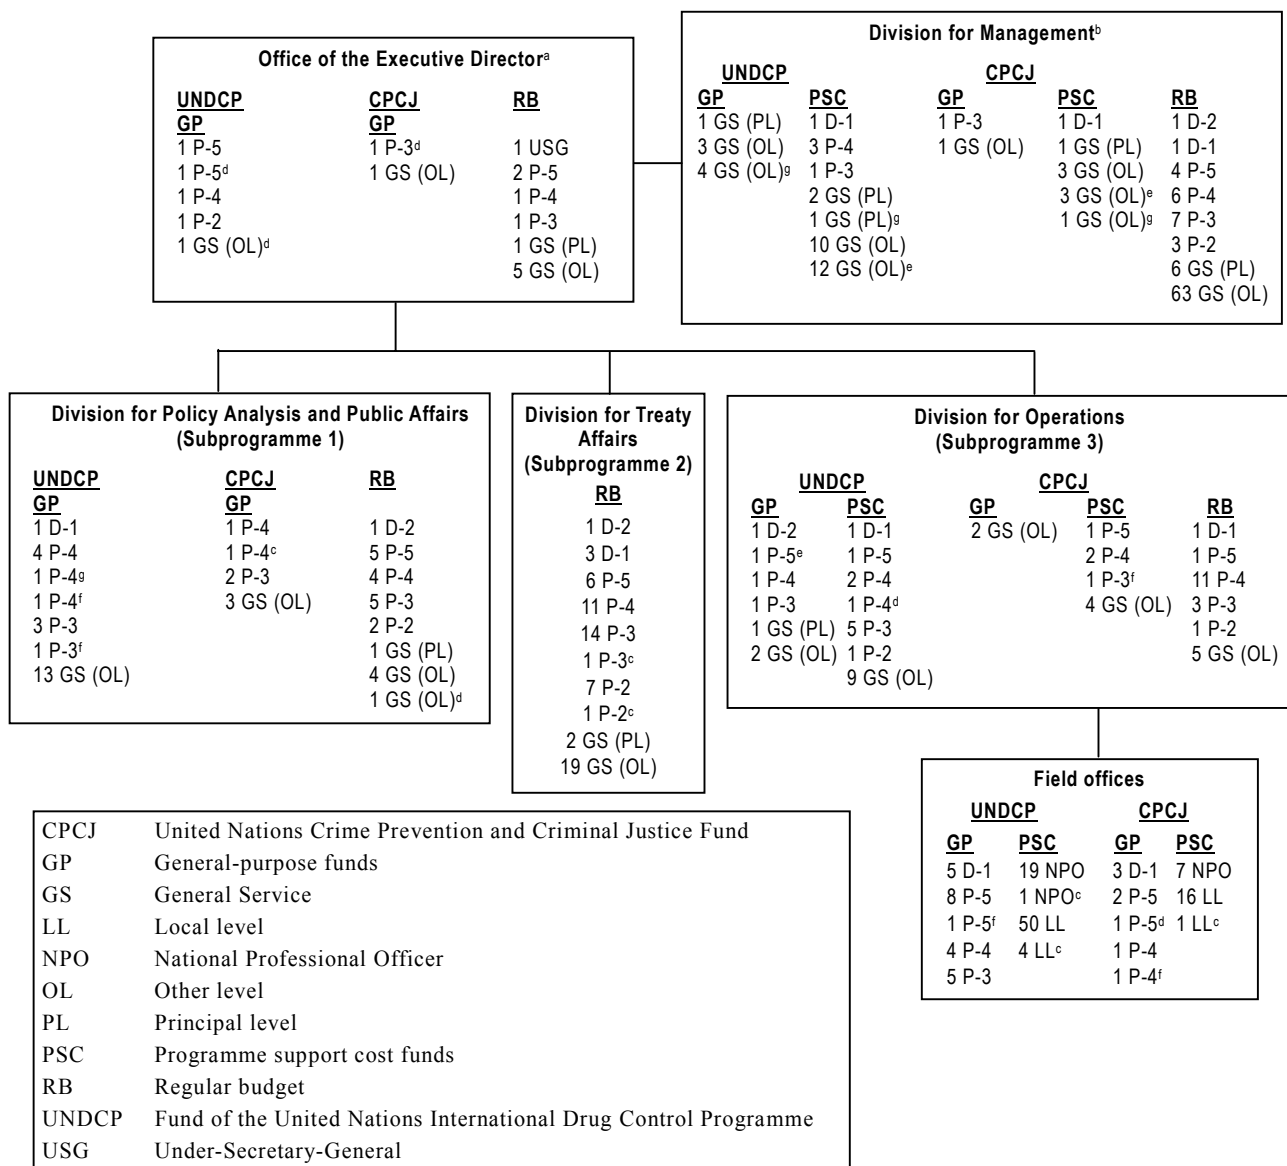 Office of the Executive Directorᵃ
UNDCP CPCJ RB
GP GP
1 P-5 1 P-3ᵈ 1 USG
1 P-5ᵈ 1 GS (OL) 2 P-5
1 P-4 1 P-4
1 P-2 1 P-3
1 GS (OL)ᵈ 1 GS (PL)
5 GS (OL)
Division for Managementᵇ
UNDCP CPCJ
GP PSC GP PSC RB
1 GS (PL) 1 D-1 1 P-3 1 D-1 1 D-2
3 GS (OL) 3 P-4 1 GS (OL) 1 GS (PL) 1 D-1
4 GS (OL)ᵍ 1 P-3 3 GS (OL) 4 P-5
2 GS (PL) 3 GS (OL)ᵉ 6 P-4
1 GS (PL)ᵍ 1 GS (OL)ᵍ 7 P-3
10 GS (OL) 3 P-2
12 GS (OL)ᵉ 6 GS (PL)
63 GS (OL)
Division for Policy Analysis and Public Affairs
(Subprogramme 1)
UNDCP CPCJ RB
GP GP
1 D-1 1 P-4 1 D-2
4 P-4 1 P-4ᶜ 5 P-5
1 P-4ᵍ 2 P-3 4 P-4
1 P-4ᶠ 3 GS (OL) 5 P-3
3 P-3 2 P-2
1 P-3ᶠ 1 GS (PL)
13 GS (OL) 4 GS (OL)
1 GS (OL)ᵈ
Division for Treaty
Affairs
(Subprogramme 2)
RB
1 D-2
3 D-1
6 P-5
11 P-4
14 P-3
1 P-3ᶜ
7 P-2
1 P-2ᶜ
2 GS (PL)
19 GS (OL)
Division for Operations
(Subprogramme 3)
UNDCP CPCJ
GP PSC GP PSC RB
1 D-2 1 D-1 2 GS (OL) 1 P-5 1 D-1
1 P-5ᵉ 1 P-5 2 P-4 1 P-5
1 P-4 2 P-4 1 P-3ᶠ 11 P-4
1 P-3 1 P-4ᵈ 4 GS (OL) 3 P-3
1 GS (PL) 5 P-3 1 P-2
2 GS (OL) 1 P-2 5 GS (OL)
9 GS (OL)
Field offices
UNDCP CPCJ
GP PSC GP PSC
5 D-1 19 NPO 3 D-1 7 NPO
8 P-5 1 NPOᶜ 2 P-5 16 LL
1 P-5ᶠ 50 LL 1 P-5ᵈ 1 LLᶜ
4 P-4 4 LLᶜ 1 P-4
5 P-3 1 P-4ᶠ
CPCJ United Nations Crime Prevention and Criminal Justice Fund
GP General-purpose funds
GS General Service
LL Local level
NPO National Professional Officer
OL Other level
PL Principal level
PSC Programme support cost funds
RB Regular budget
UNDCP Fund of the United Nations International Drug Control Programme
USG Under-Secretary-General